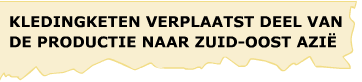 KLEDINGKETEN VERPLAATST DEEL VAN
DE PRODUCTIE NAAR ZUID-OOST AZIË